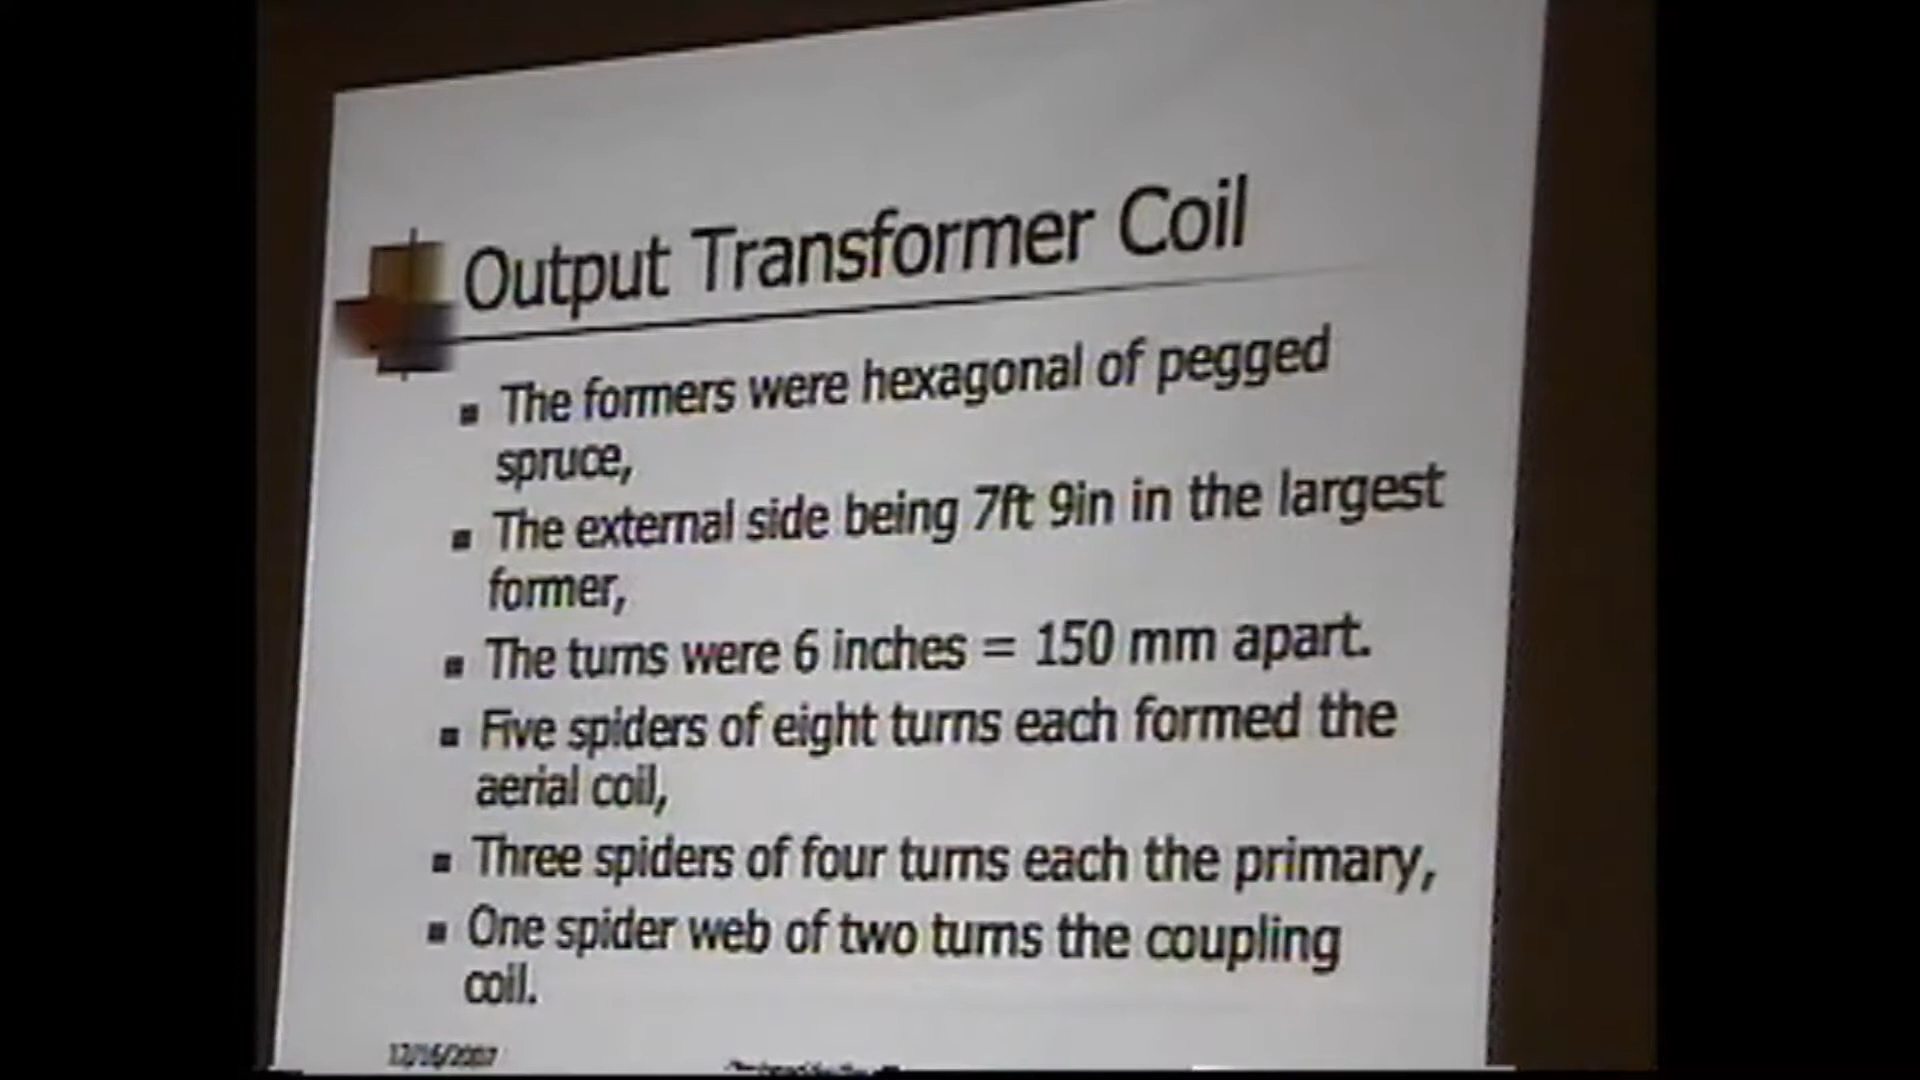 Output Transformer Coil
▪ The formers were hexagonal of pegged
spruce,
▪ The external side being 7ft 9in in the largest
former,
▪ The turns were 6 inches = 150 mm apart.
▪ Five spiders of eight turns each formed the
aerial coil,
▪ Three spiders of four turns each the primary,
▪ One spider web of two turns the coupling
coil.
12/16/2007